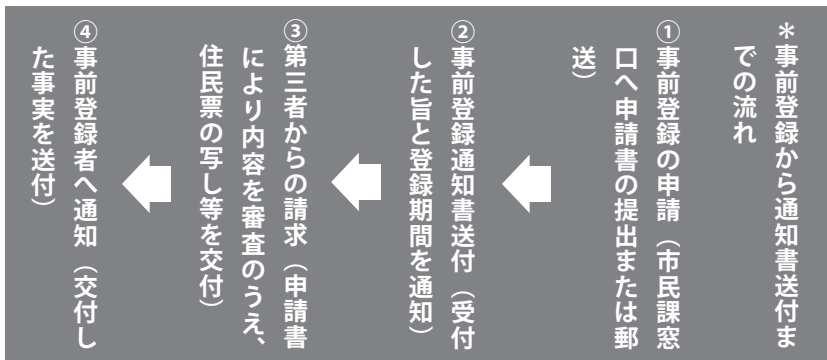 ＊事前登録から通知書送付ま
での流れ
①事前登録の申請（市民課窓
口へ申請書の提出または郵
送）
②事前登録通知書送付（受付
した旨と登録期間を通知）
③第三者からの請求（申請書
により内容を審査のうえ、
住民票の写し等を交付）
④事前登録者へ通知（交付し
た事実を送付）